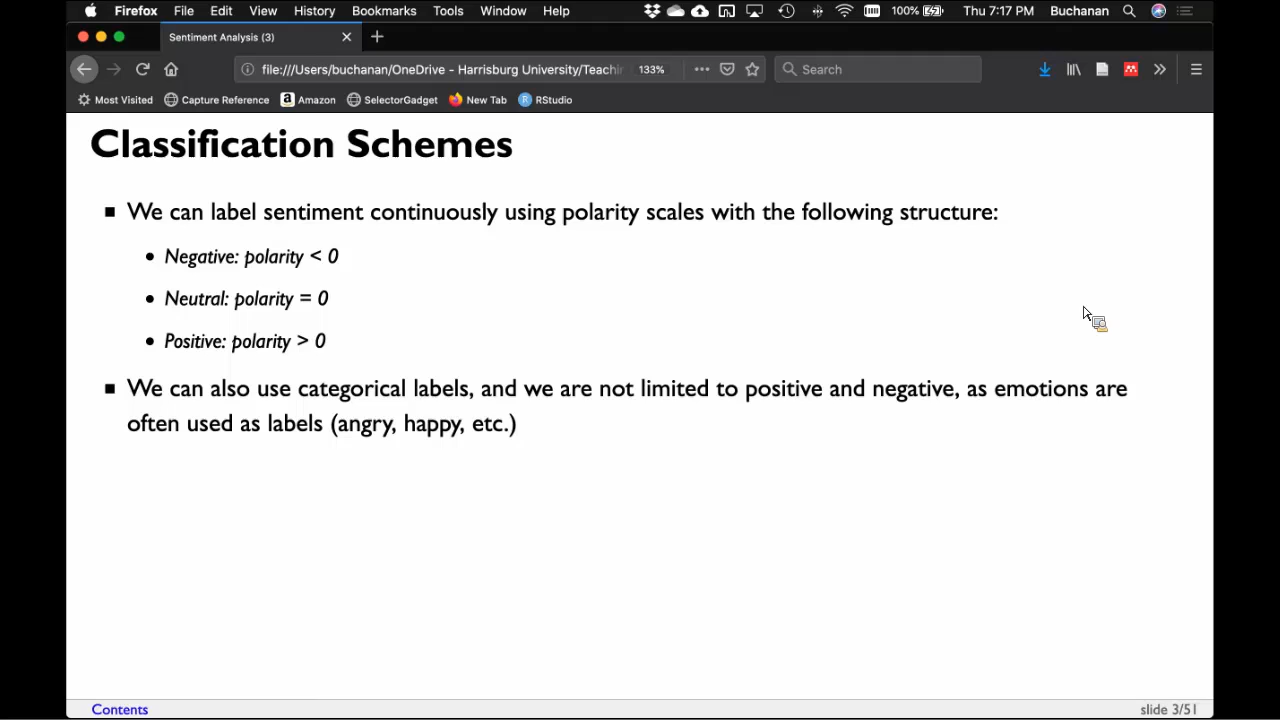 Firefox File Edit View History Bookmarks Tools Window Help 100% Thu 7:17 PM Buchanan
Sentiment Analysis (3)
file:///Users/buchanan/OneDrive - Harrisburg University/Teachin 133% Search
Most Visited Capture Reference Amazon SelectorGadget New Tab RStudio
Classification Schemes
■ We can label sentiment continuously using polarity scales with the following structure:
• Negative: polarity < 0
• Neutral: polarity = 0
• Positive: polarity > 0
■ We can also use categorical labels, and we are not limited to positive and negative, as emotions are
often used as labels (angry, happy, etc.)
Contents slide 3/51